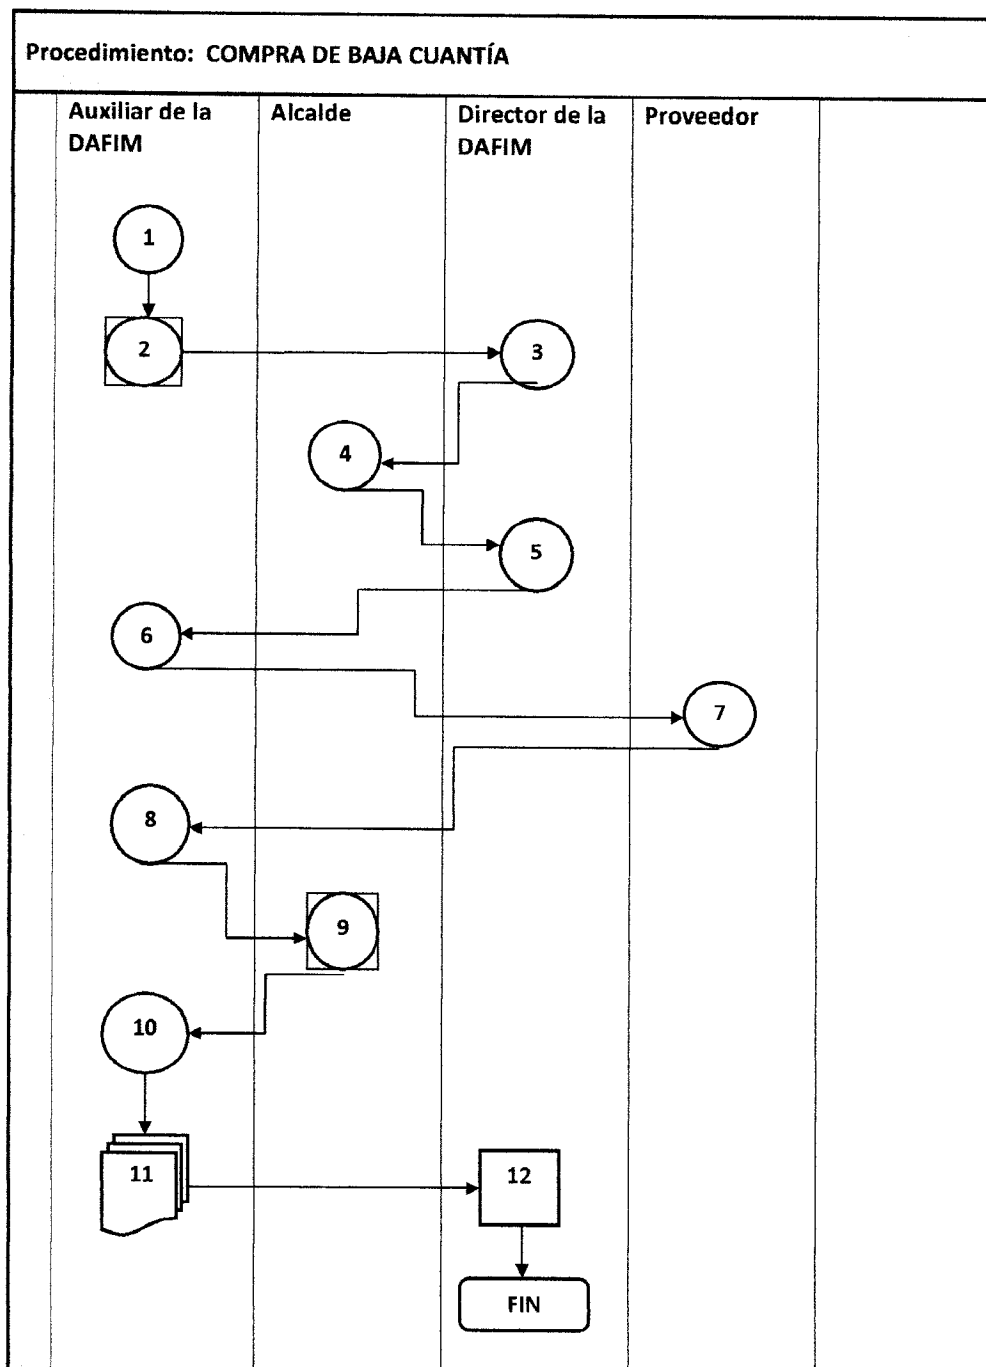 Procedimiento: COMPRA DE BAJA CUANTÍA
Auxiliar de la
DAFIM
Alcalde
Director de la
DAFIM
Proveedor
1
2
3
4
5
6
7
8
9
10
11
12
FIN